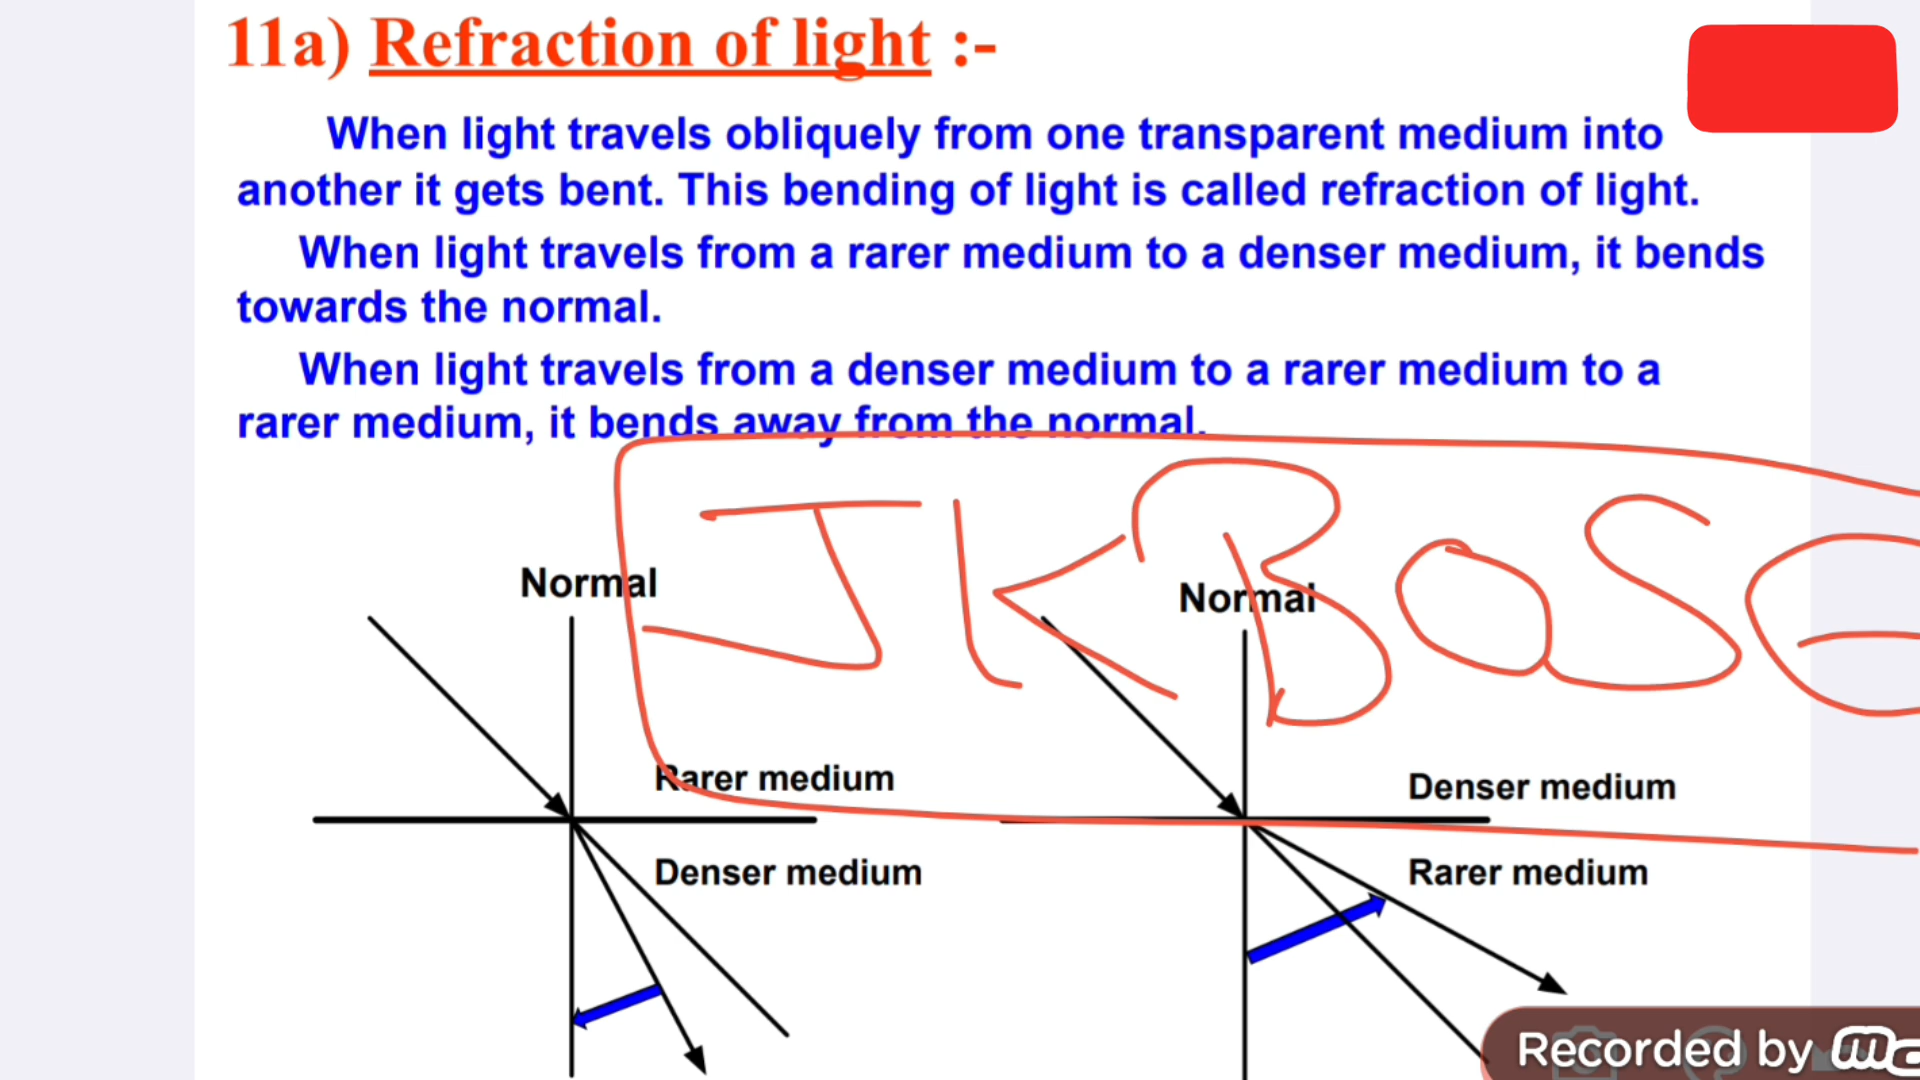 11a) Refraction of light :-
When light travels obliquely from one transparent medium into
another it gets bent. This bending of light is called refraction of light.
When light travels from a rarer medium to a denser medium, it bends
towards the normal.
When light travels from a denser medium to a rarer medium to a
rarer medium, it bends away from the normal.
JKBOSE
Normal
Normal
Rarer medium
Denser medium
Denser medium
Rarer medium
Recorded by